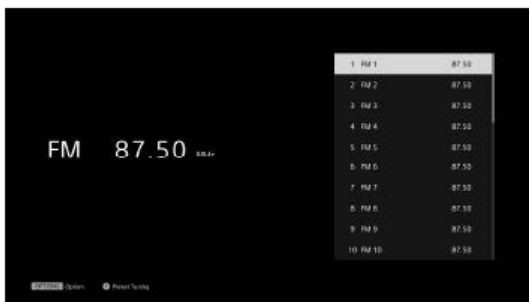 FM 87.50
1 FM 1 87.50
2 FM 2 87.50
3 FM 3 87.50
4 FM 4 87.50
5 FM 5 87.50
6 FM 6 87.50
7 FM 7 87.50
8 FM 8 87.50
9 FM 9 87.50
10 FM 10 87.50
OPTIONS Option Preset Tuning